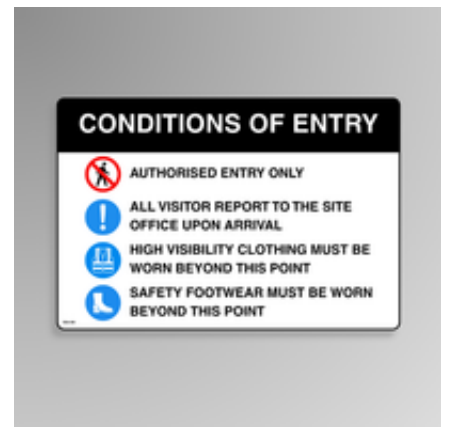 CONDITIONS OF ENTRY
AUTHORISED ENTRY ONLY
ALL VISITOR REPORT TO THE SITE
OFFICE UPON ARRIVAL
HIGH VISIBILITY CLOTHING MUST BE
WORN BEYOND THIS POINT
SAFETY FOOTWEAR MUST BE WORN
BEYOND THIS POINT